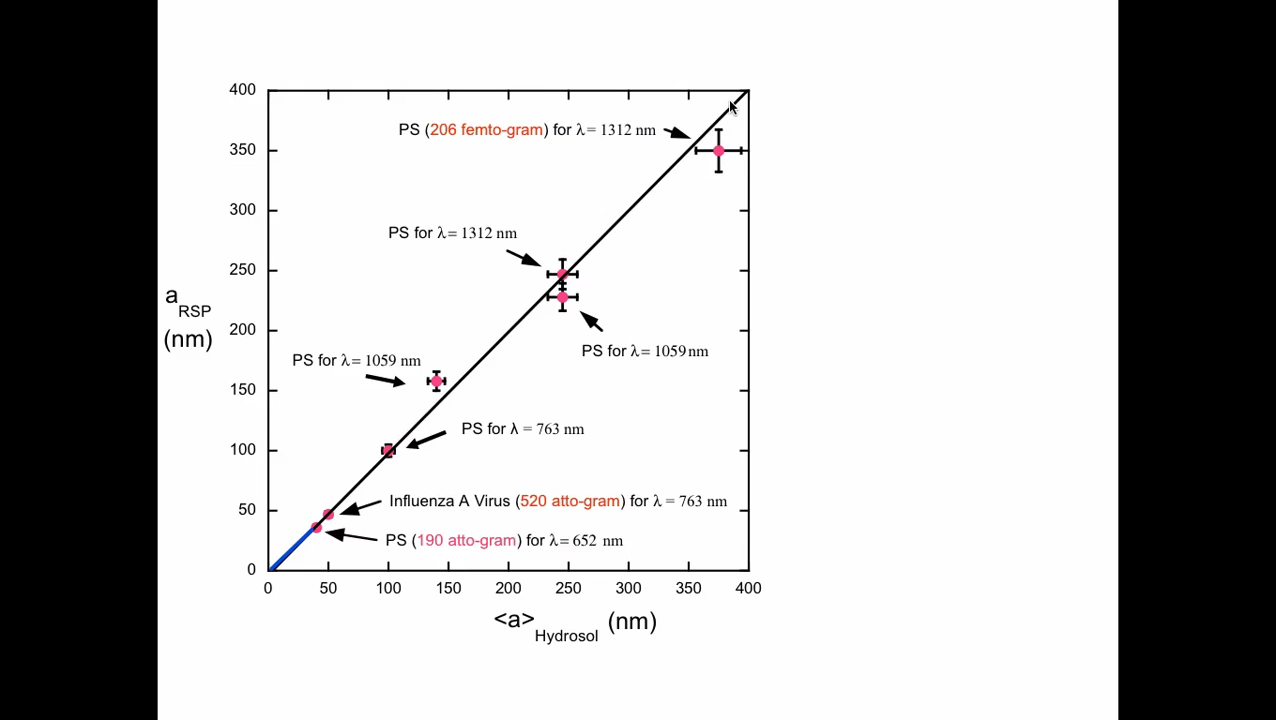 400
PS (206 femto-gram) for λ= 1312 nm
350
300
PS for λ= 1312 nm
250
a RSP
(nm)
200
PS for λ= 1059 nm
PS for λ= 1059 nm
150
PS for λ = 763 nm
100
Influenza A Virus (520 atto-gram) for λ = 763 nm
50
PS (190 atto-gram) for λ= 652 nm
0
0 50 100 150 200 250 300 350 400
<a> Hydrosol (nm)